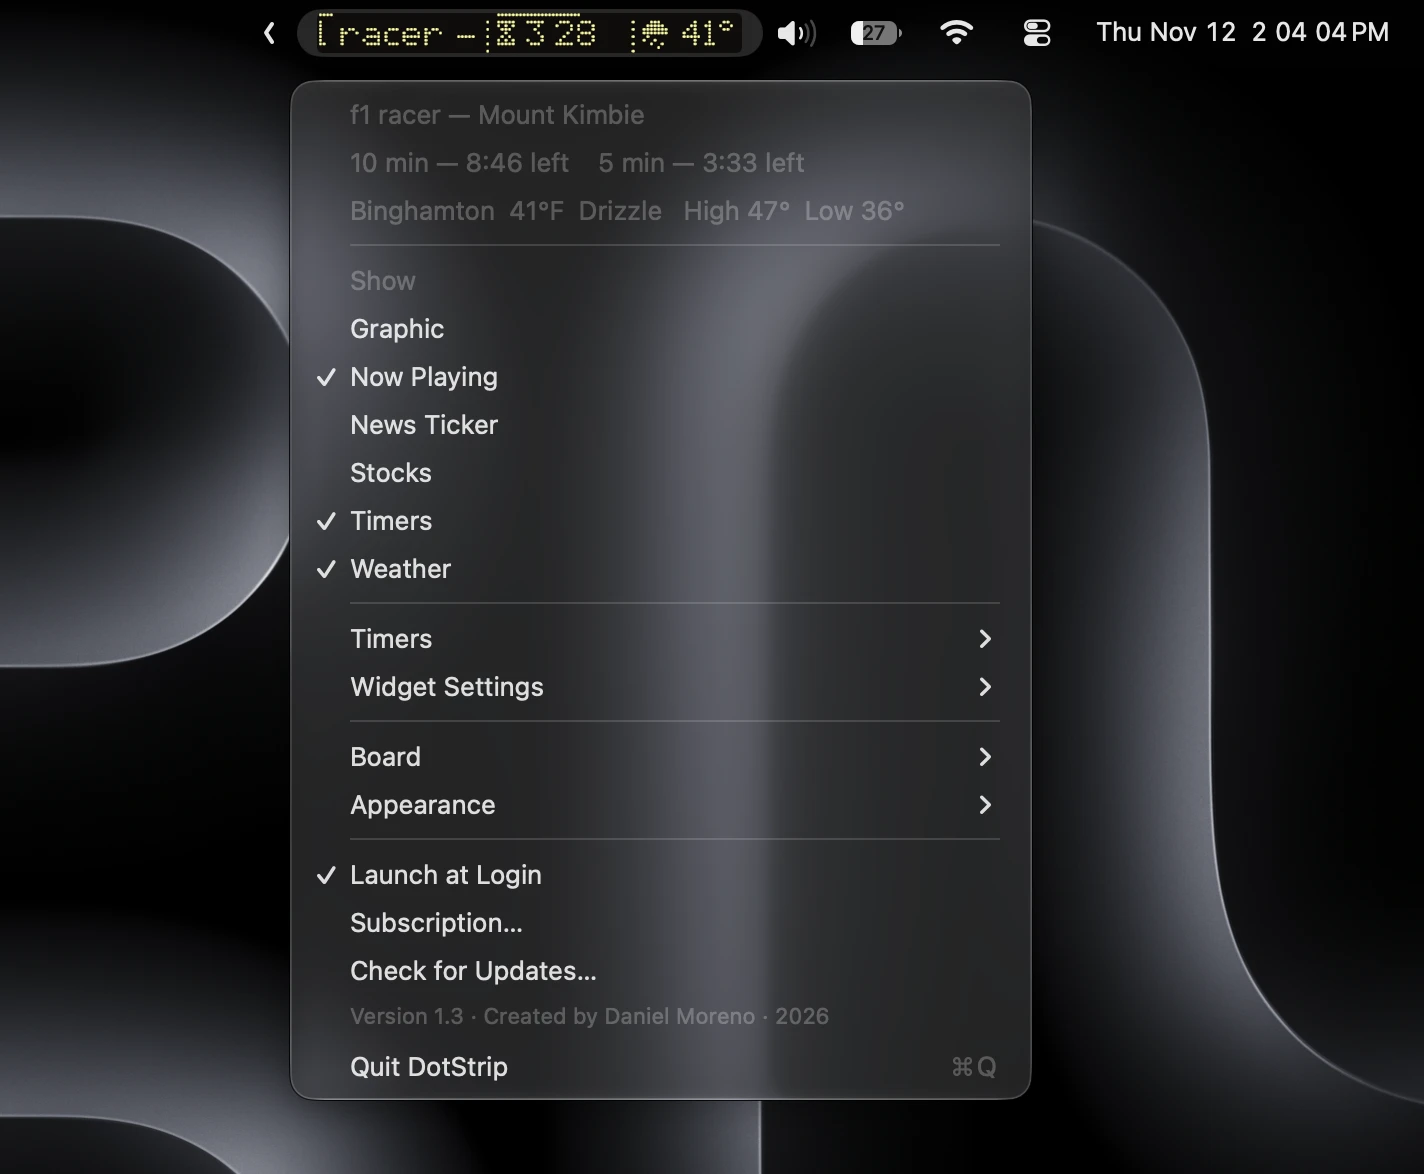 racer – 3 28 41°
27
Thu Nov 12 2 04 04 PM
f1 racer — Mount Kimbie
10 min — 8:46 left 5 min — 3:33 left
Binghamton 41°F Drizzle High 47° Low 36°
Show
Graphic
Now Playing
News Ticker
Stocks
Timers
Weather
Timers
Widget Settings
Board
Appearance
Launch at Login
Subscription...
Check for Updates...
Version 1.3 · Created by Daniel Moreno · 2026
Quit DotStrip ⌘Q